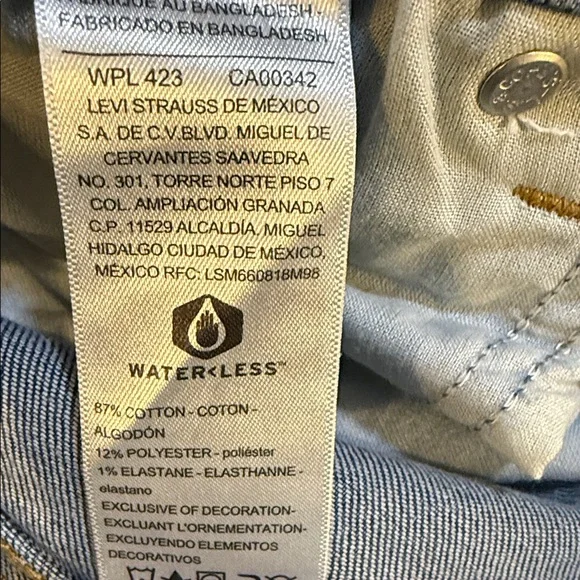 FABRIQUE AU BANGLADESH -
FABRICADO EN BANGLADESH
WPL 423 CA00342
LEVI STRAUSS DE MÉXICO
S.A. DE C.V.BLVD. MIGUEL DE
CERVANTES SAAVEDRA
NO. 301, TORRE NORTE PISO 7
COL. AMPLIACIÓN GRANADA
C.P. 11529 ALCALDÍA. MIGUEL
HIDALGO CIUDAD DE MÉXICO,
MÉXICO RFC: LSM660818M98
WATER<LESS™
87% COTTON - COTON -
ALGODÓN
12% POLYESTER - poliéster
1% ELASTANE - ELASTHANNE -
elastano
EXCLUSIVE OF DECORATION-
EXCLUANT L'ORNEMENTATION-
EXCLUYENDO ELEMENTOS
DECORATIVOS